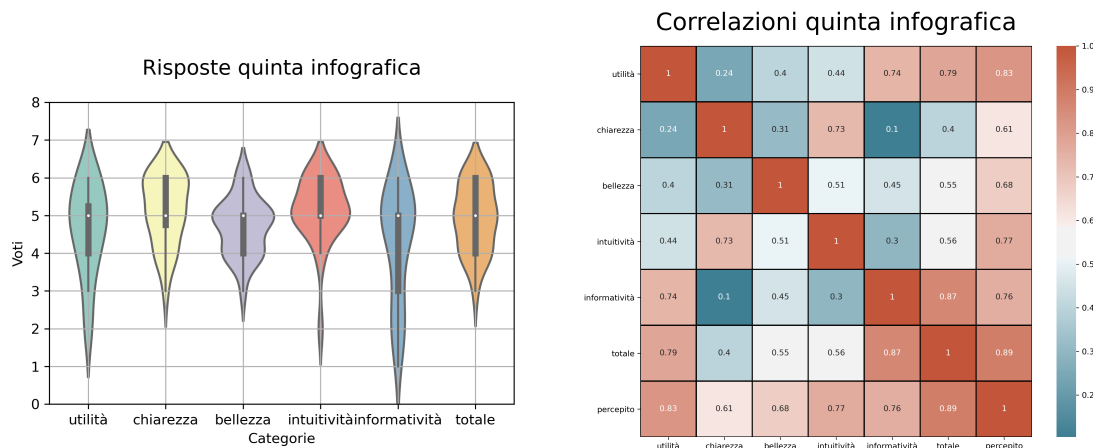 Risposte quinta infografica
8
7
6
5
4
3
2
1
0
Voti
utilità chiarezza bellezza intuitività informatività totale
Categorie
Correlazioni quinta infografica
utilità 1 0.24 0.4 0.44 0.74 0.79 0.83
chiarezza 0.24 1 0.31 0.73 0.1 0.4 0.61
bellezza 0.4 0.31 1 0.51 0.45 0.55 0.68
intuitività 0.44 0.73 0.51 1 0.3 0.56 0.77
informatività 0.74 0.1 0.45 0.3 1 0.87 0.76
totale 0.79 0.4 0.55 0.56 0.87 1 0.89
percepito 0.83 0.61 0.68 0.77 0.76 0.89 1
utilità chiarezza bellezza intuitività informatività totale percepito
1.0
0.9
0.8
0.7
0.6
0.5
0.4
0.3
0.2